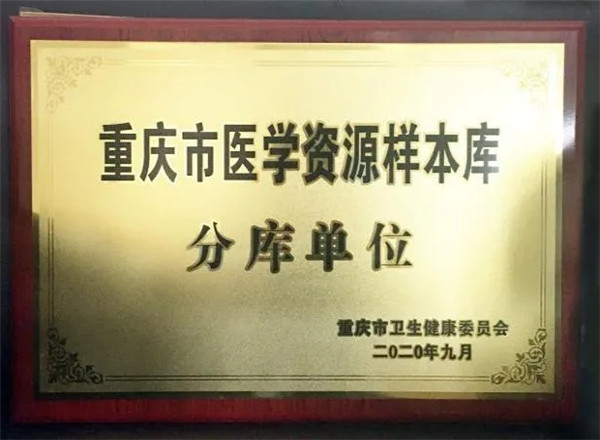 重庆市医学资源样本库
分库单位
重庆市卫生健康委员会
二〇二〇年九月